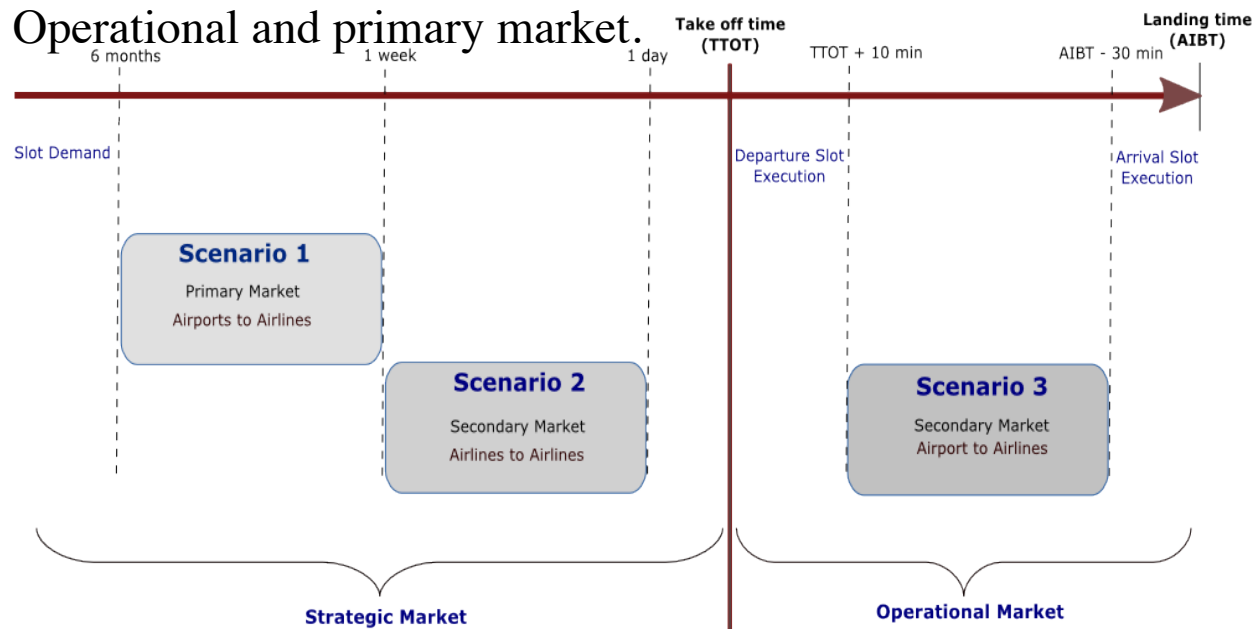 Operational and primary market.
Take off time
(TTOT)
Landing time
(AIBT)
6 months
1 week
1 day
TTOT + 10 min
AIBT - 30 min
Slot Demand
Departure Slot
Execution
Arrival Slot
Execution
Scenario 1
Primary Market
Airports to Airlines
Scenario 2
Secondary Market
Airlines to Airlines
Scenario 3
Secondary Market
Airport to Airlines
Strategic Market
Operational Market